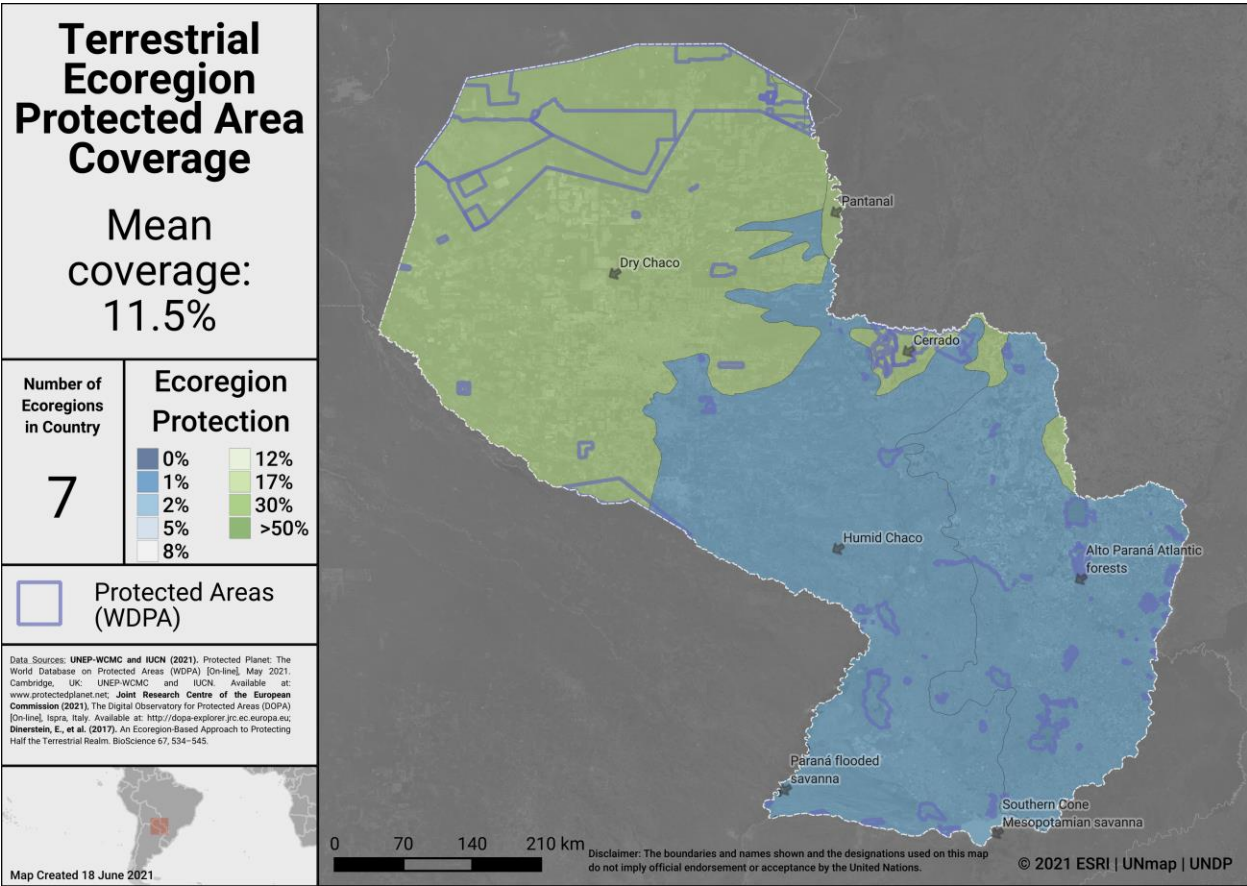 Terrestrial
Ecoregion
Protected Area
Coverage
Mean
coverage:
11.5%
Number of
Ecoregions
in Country
7
Ecoregion
Protection
0%
1%
2%
5%
8%
12%
17%
30%
>50%
Protected Areas
(WDPA)
Data Sources: UNEP-WCMC and IUCN (2021). Protected Planet: The
World Database on Protected Areas (WDPA) [On-line], May 2021.
Cambridge, UK: UNEP-WCMC and IUCN. Available at:
www.protectedplanet.net; Joint Research Centre of the European
Commission (2021), The Digital Observatory for Protected Areas (DOPA)
[On-line], Ispra, Italy. Available at: http://dopa-explorer.jrc.ec.europa.eu;
Dinerstein, E., et al. (2017). An Ecoregion-Based Approach to Protecting
Half the Terrestrial Realm. BioScience 67, 534–545.
Map Created 18 June 2021
Pantanal
Dry Chaco
Cerrado
Humid Chaco
Alto Paraná Atlantic
forests
Paraná flooded
savanna
Southern Cone
Mesopotamian savanna
0 70 140 210 km
Disclaimer: The boundaries and names shown and the designations used on this map
do not imply official endorsement or acceptance by the United Nations.
© 2021 ESRI | UNmap | UNDP